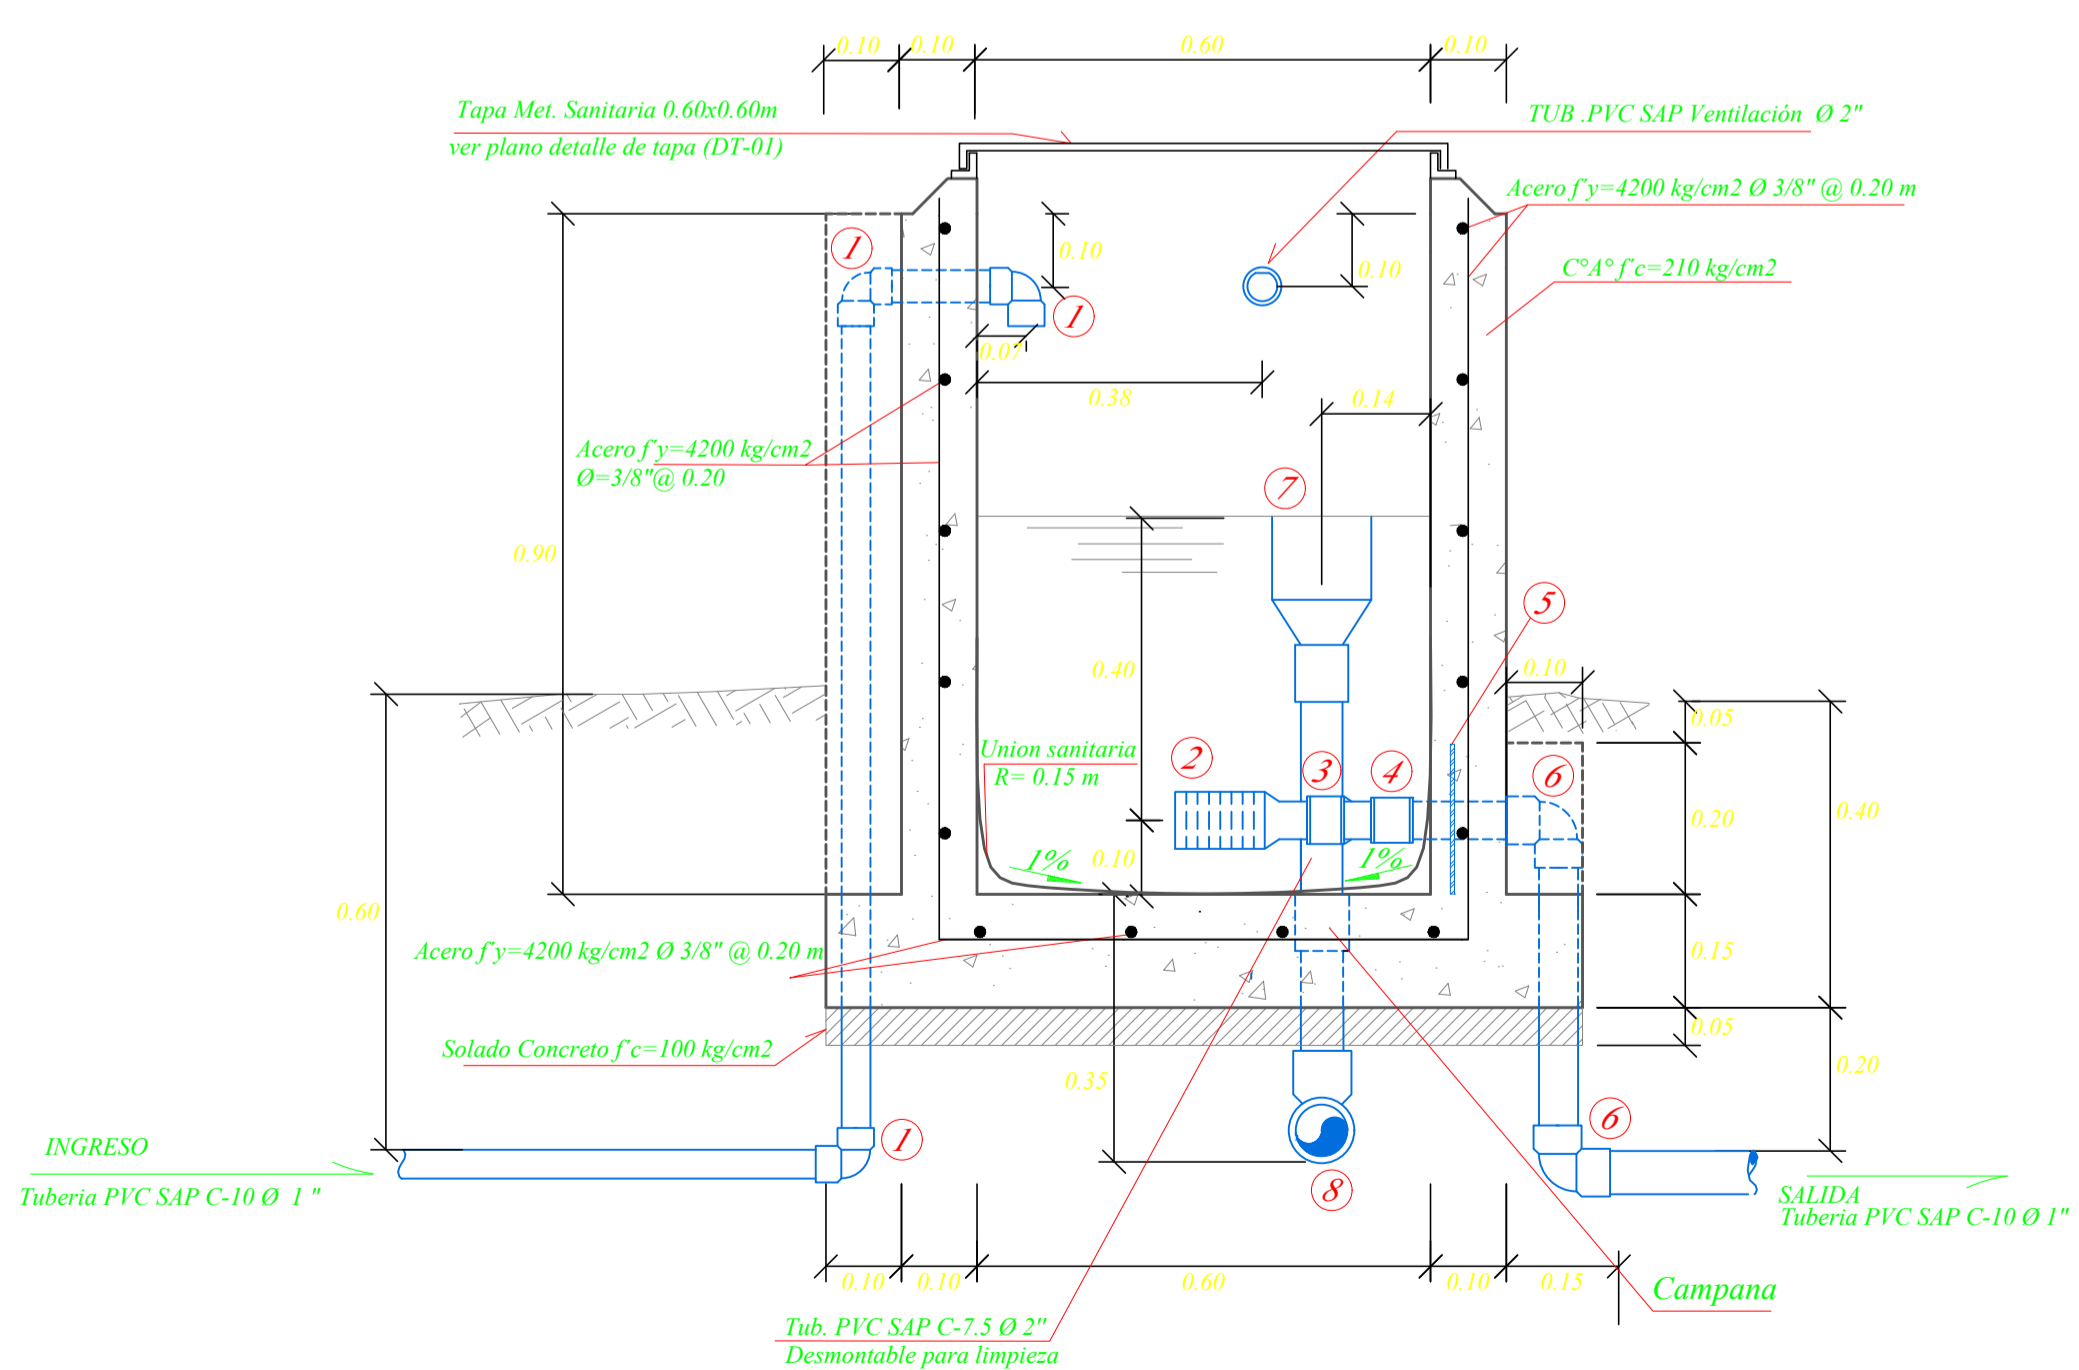 0.10
0.10
0.60
0.10
Tapa Met. Sanitaria 0.60x0.60m
ver plano detalle de tapa (DT-01)
TUB .PVC SAP Ventilación Ø 2"
Acero f'y=4200 kg/cm2 Ø 3/8" @ 0.20 m
C°A° f'c=210 kg/cm2
1
0.10
0.10
1
0.07
0.38
0.14
Acero f'y=4200 kg/cm2
Ø=3/8"@ 0.20
7
0.90
5
0.40
0.10
0.05
Union sanitaria
R= 0.15 m
2
3
4
6
0.20
0.40
0.10
1%
1%
0.60
Acero f'y=4200 kg/cm2 Ø 3/8" @ 0.20 m
0.15
0.05
Solado Concreto f'c=100 kg/cm2
0.35
0.20
INGRESO
Tuberia PVC SAP C-10 Ø 1 "
1
6
8
SALIDA
Tuberia PVC SAP C-10 Ø 1"
0.10
0.10
0.60
0.10
0.15
Campana
Tub. PVC SAP C-7.5 Ø 2"
Desmontable para limpieza